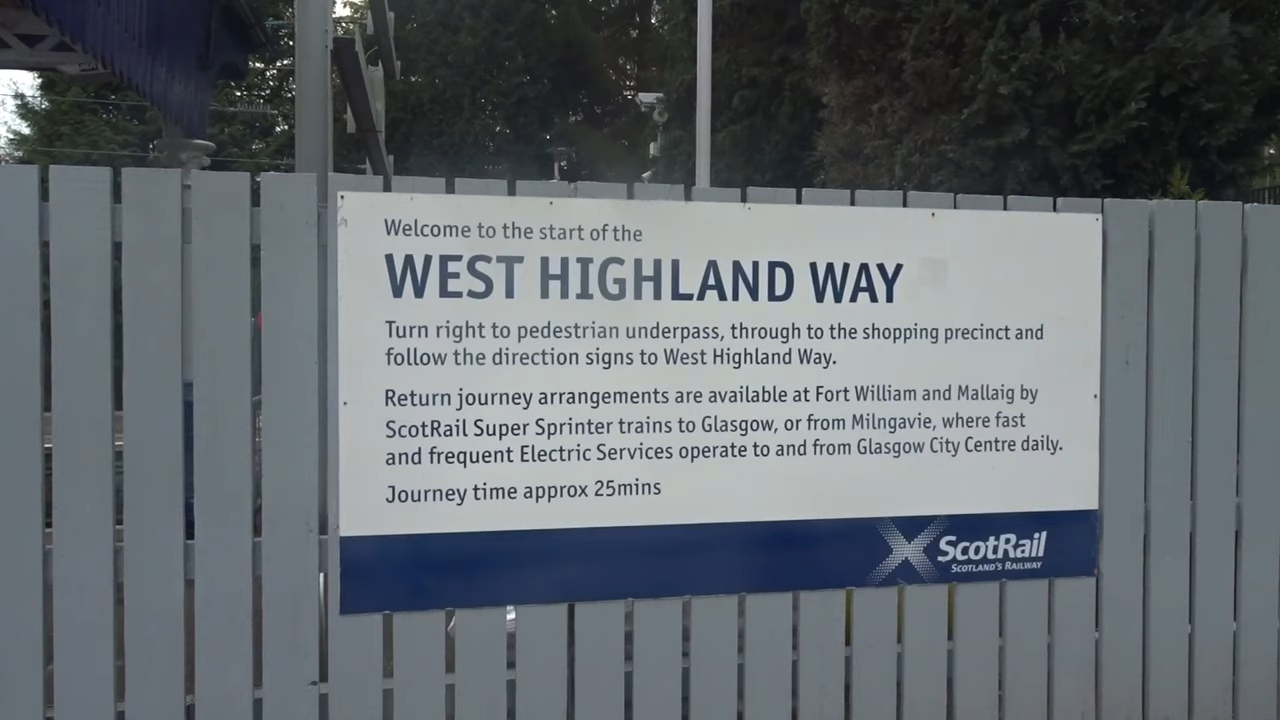 Welcome to the start of the
WEST HIGHLAND WAY
Turn right to pedestrian underpass, through to the shopping precinct and
follow the direction signs to West Highland Way.
Return journey arrangements are available at Fort William and Mallaig by
ScotRail Super Sprinter trains to Glasgow, or from Milngavie, where fast
and frequent Electric Services operate to and from Glasgow City Centre daily.
Journey time approx 25mins
ScotRail
SCOTLAND'S RAILWAY